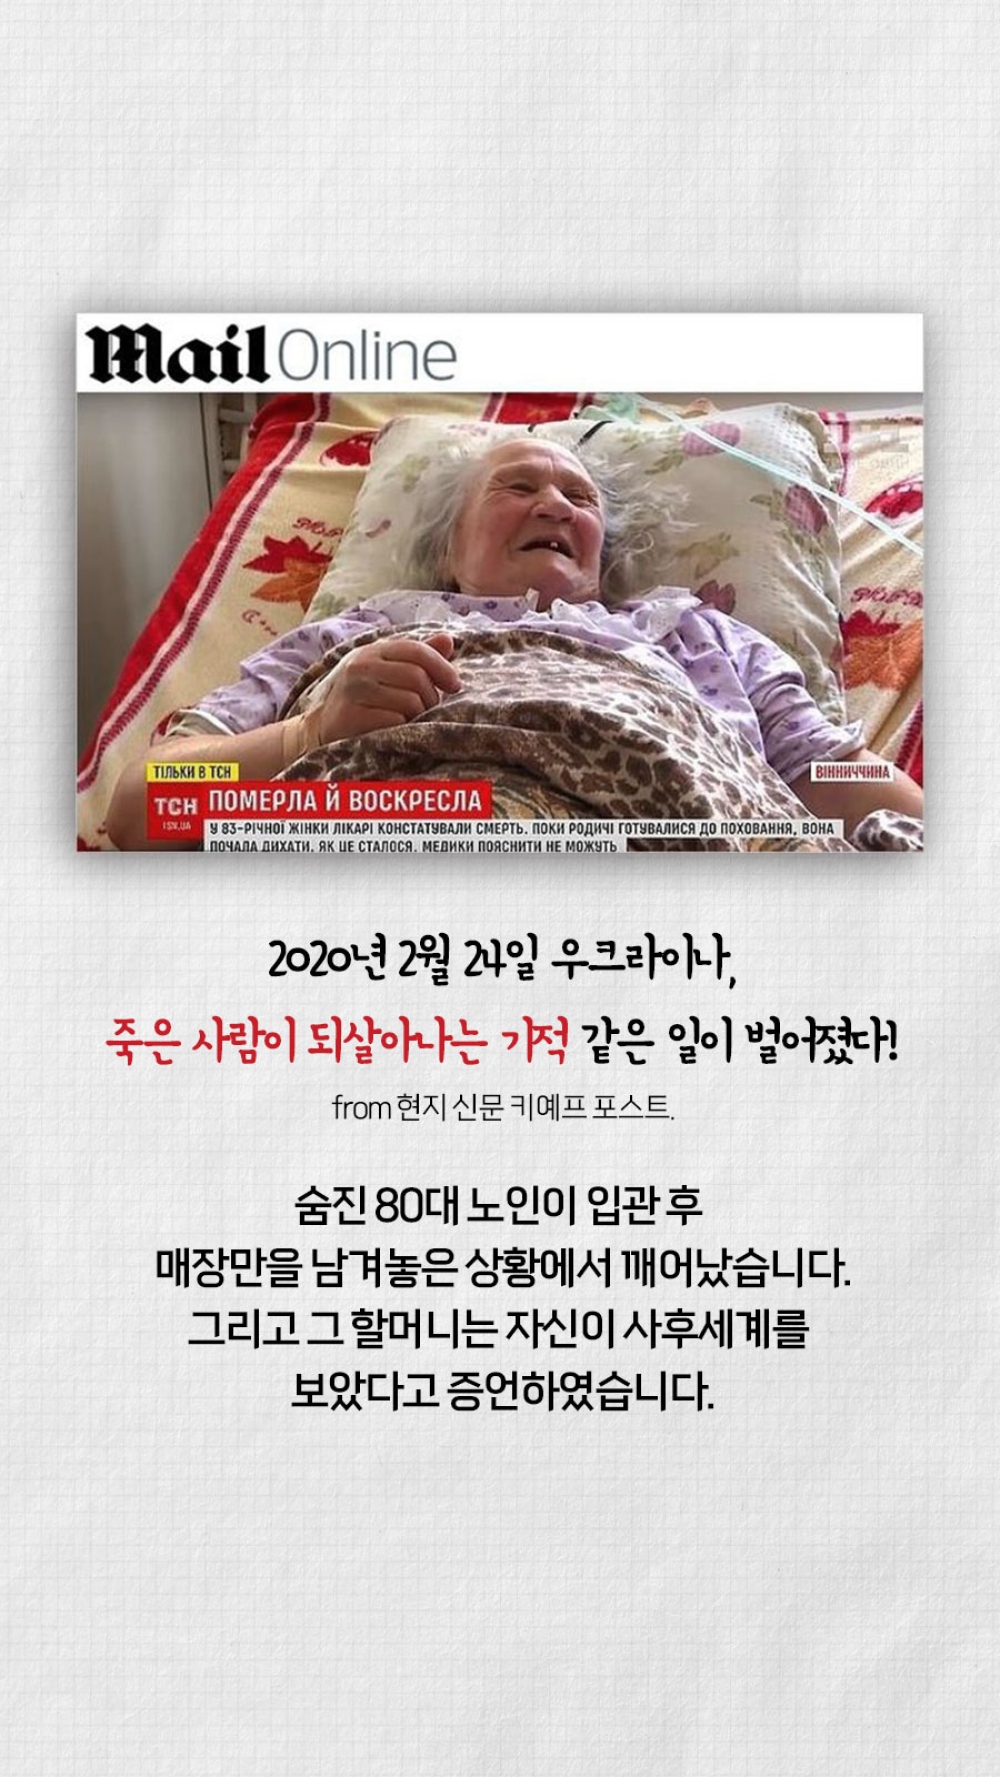 Mail Online
ТІЛЬКИ В ТСН
ВІННИЧЧИНА
ТСН
TSN.UA
ПОМЕРЛА Й ВОСКРЕСЛА
У 83-РІЧНОЇ ЖІНКИ ЛІКАРІ КОНСТАТУВАЛИ СМЕРТЬ. ПОКИ РОДИЧІ ГОТУВАЛИСЯ ДО ПОХОВАННЯ, ВОНА
ПОЧАЛА ДИХАТИ. ЯК ЦЕ СТАЛОСЯ, МЕДИКИ ПОЯСНИТИ НЕ МОЖУТЬ
2020년 2월 24일 우크라이나,
죽은 사람이 되살아나는 기적 같은 일이 벌어졌다!
from 현지 신문 키예프 포스트.
숨진 80대 노인이 입관 후
매장만을 남겨놓은 상황에서 깨어났습니다.
그리고 그 할머니는 자신이 사후세계를
보았다고 증언하였습니다.